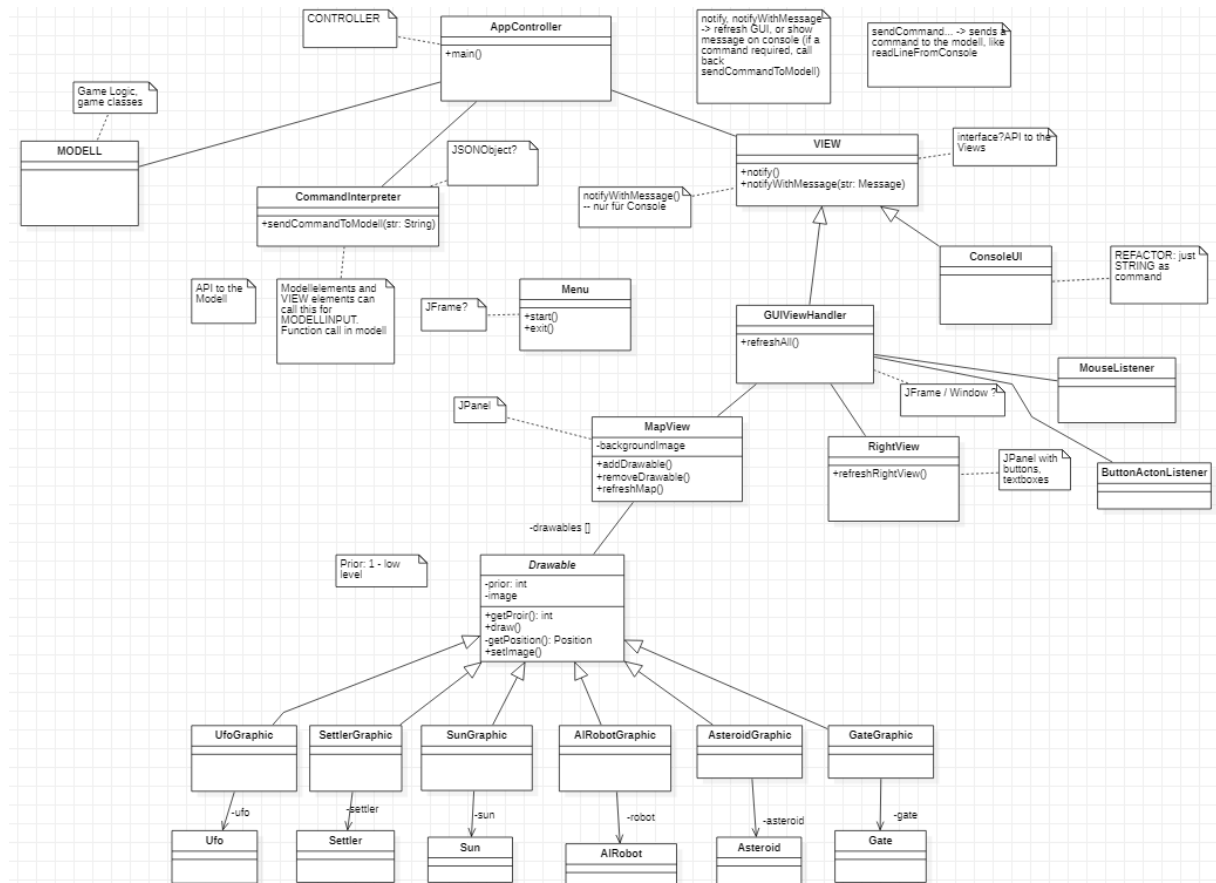 CONTROLLER
AppController
+main()
notify, notifyWithMessage
-> refresh GUI, or show
message on console (if a
command required, call
back
sendCommandToModell)
sendCommand... -> sends a
command to the modell, like
readLineFromConsole
Game Logic,
game classes
MODELL
JSONObject?
CommandInterpreter
+sendCommandToModell(str: String)
VIEW
+notify()
+notifyWithMessage(str: Message)
interface?API to the
Views
notifyWithMessage()
-- nur für Console
API to the
Modell
Modellelements and
VIEW elements can
call this for
MODELLINPUT.
Function call in modell
JFrame?
Menu
+start()
+exit()
ConsoleUI
REFACTOR: just
STRING as
command
GUIViewHandler
+refreshAll()
MouseListener
JFrame / Window ?
JPanel
MapView
-backgroundImage
+addDrawable()
+removeDrawable()
+refreshMap()
RightView
+refreshRightView()
JPanel with
buttons,
textboxes
ButtonActonListener
-drawables []
Prior: 1 - low
level
Drawable
-prior: int
-image
+getProir(): int
+draw()
-getPosition(): Position
+setImage()
UfoGraphic
SettlerGraphic
SunGraphic
AIRobotGraphic
AsteroidGraphic
GateGraphic
-ufo
-settler
-sun
-robot
-asteroid
-gate
Ufo
Settler
Sun
AIRobot
Asteroid
Gate